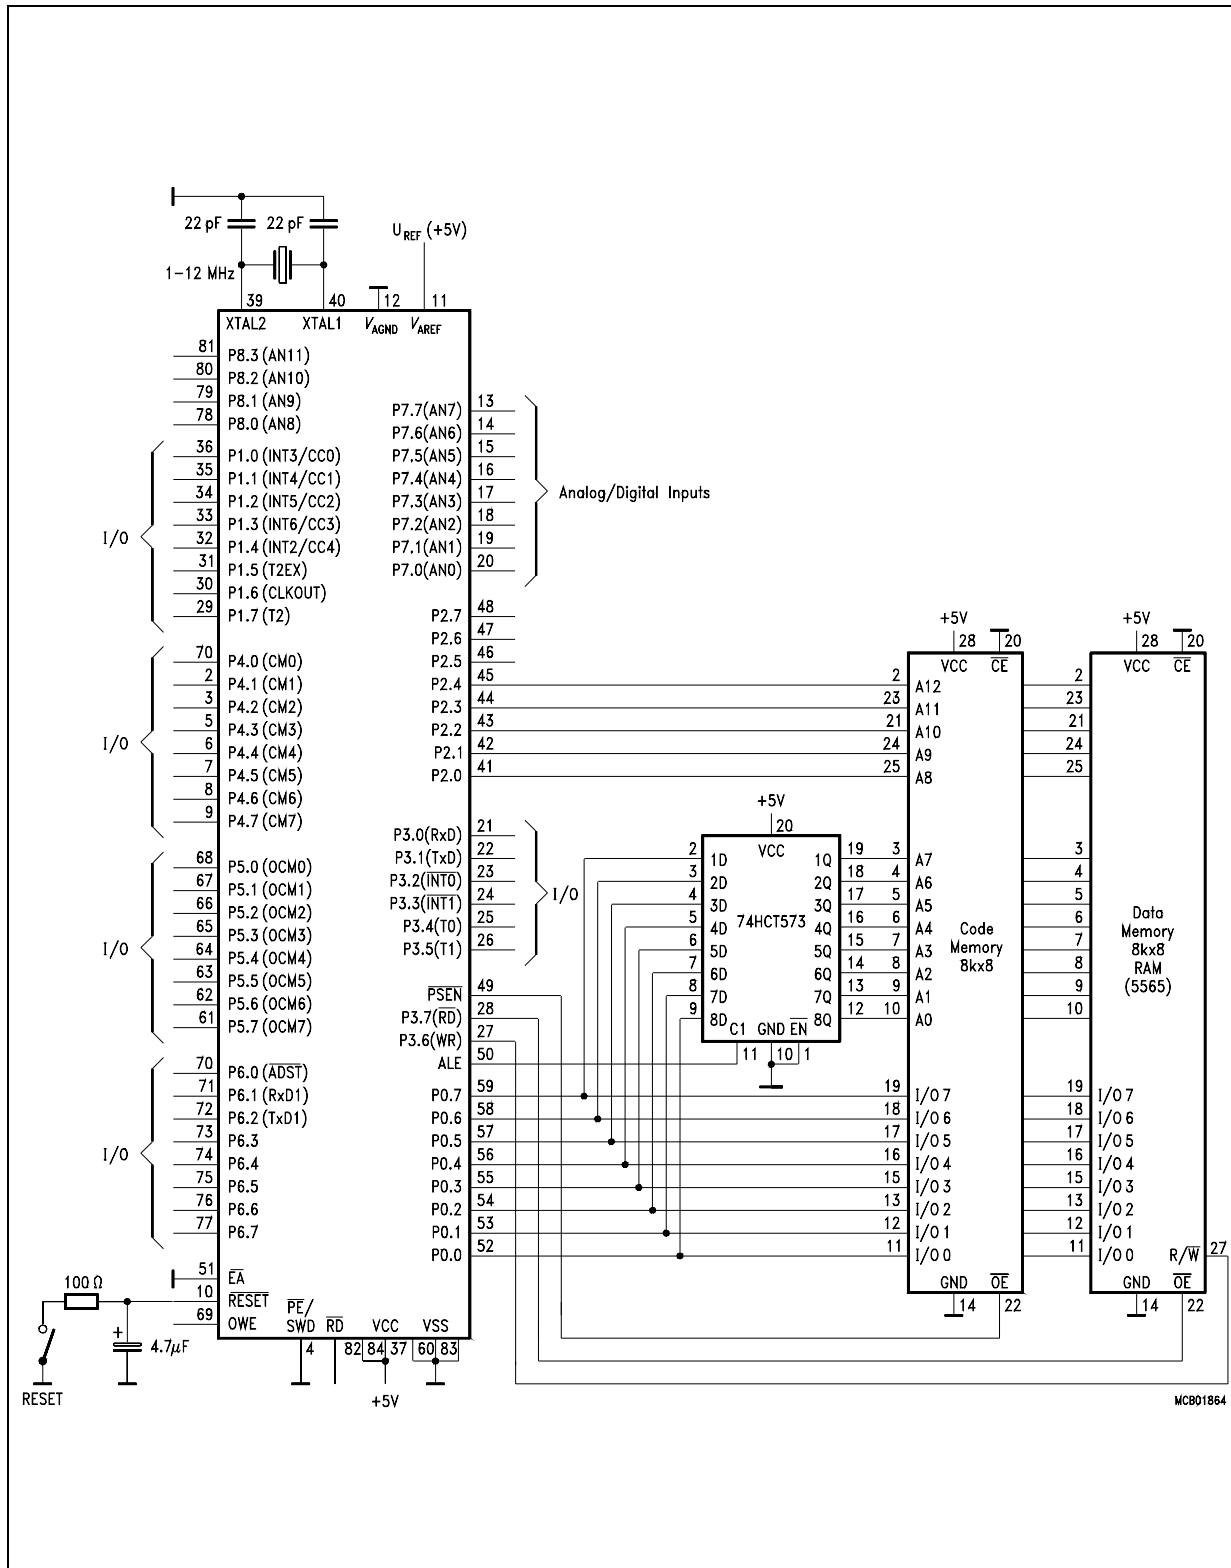 22 pF 22 pF
U_REF (+5V)
1-12 MHz
39 40 12 11
XTAL2 XTAL1 V_AGND V_AREF
81 P8.3 (AN11)
80 P8.2 (AN10)
79 P8.1 (AN9)
78 P8.0 (AN8)
I/O
36 P1.0 (INT3/CC0)
35 P1.1 (INT4/CC1)
34 P1.2 (INT5/CC2)
33 P1.3 (INT6/CC3)
32 P1.4 (INT2/CC4)
31 P1.5 (T2EX)
30 P1.6 (CLKOUT)
29 P1.7 (T2)
I/O
70 P4.0 (CM0)
2 P4.1 (CM1)
3 P4.2 (CM2)
5 P4.3 (CM3)
6 P4.4 (CM4)
7 P4.5 (CM5)
8 P4.6 (CM6)
9 P4.7 (CM7)
I/O
68 P5.0 (OCM0)
67 P5.1 (OCM1)
66 P5.2 (OCM2)
65 P5.3 (OCM3)
64 P5.4 (OCM4)
63 P5.5 (OCM5)
62 P5.6 (OCM6)
61 P5.7 (OCM7)
I/O
70 P6.0 (A̅D̅S̅T̅)
71 P6.1 (RxD1)
72 P6.2 (TxD1)
73 P6.3
74 P6.4
75 P6.5
76 P6.6
77 P6.7
51 E̅A̅
10 R̅E̅S̅E̅T̅
69 OWE
100 Ω
+
4.7µF
RESET
P̅E̅/
SWD R̅D̅ VCC VSS
4 82 84 37 60 83
+5V
P7.7(AN7) 13
P7.6(AN6) 14
P7.5(AN5) 15
P7.4(AN4) 16
P7.3(AN3) 17
P7.2(AN2) 18
P7.1(AN1) 19
P7.0(AN0) 20
Analog/Digital Inputs
P2.7 48
P2.6 47
P2.5 46
P2.4 45
P2.3 44
P2.2 43
P2.1 42
P2.0 41
P3.0(RxD) 21
P3.1(TxD) 22
P3.2(I̅N̅T̅0̅) 23
P3.3(I̅N̅T̅1̅) 24
P3.4(T0) 25
P3.5(T1) 26
I/O
P̅S̅E̅N̅ 49
P3.7(R̅D̅) 28
P3.6(WR) 27
ALE 50
P0.7 59
P0.6 58
P0.5 57
P0.4 56
P0.3 55
P0.2 54
P0.1 53
P0.0 52
+5V
20
VCC
74HCT573
2 1D 1Q 19
3 2D 2Q 18
4 3D 3Q 17
5 4D 4Q 16
6 5D 5Q 15
7 6D 6Q 14
8 7D 7Q 13
9 8D 8Q 12
C1 GND E̅N̅
11 10 1
+5V
28 20
VCC C̅E̅
2 A12
23 A11
21 A10
24 A9
25 A8
3 A7
4 A6
5 A5
6 A4
7 A3
8 A2
9 A1
10 A0
Code
Memory
8kx8
19 I/O 7
18 I/O 6
17 I/O 5
16 I/O 4
15 I/O 3
13 I/O 2
12 I/O 1
11 I/O 0
GND O̅E̅
14 22
+5V
28 20
VCC C̅E̅
2
23
21
24
25
3
4
5
6
7
8
9
10
Data
Memory
8kx8
RAM
(5565)
19 I/O 7
18 I/O 6
17 I/O 5
16 I/O 4
15 I/O 3
13 I/O 2
12 I/O 1
11 I/O 0
R/W̅ 27
GND O̅E̅
14 22
MCB01864